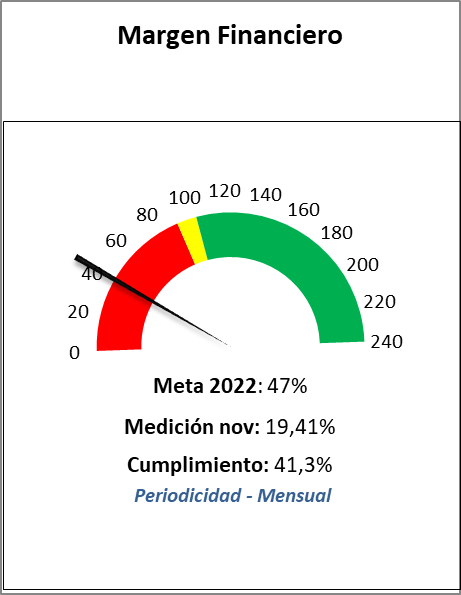 Margen Financiero
0
20
40
60
80
100
120
140
160
180
200
220
240
Meta 2022: 47%
Medición nov: 19,41%
Cumplimiento: 41,3%
Periodicidad - Mensual